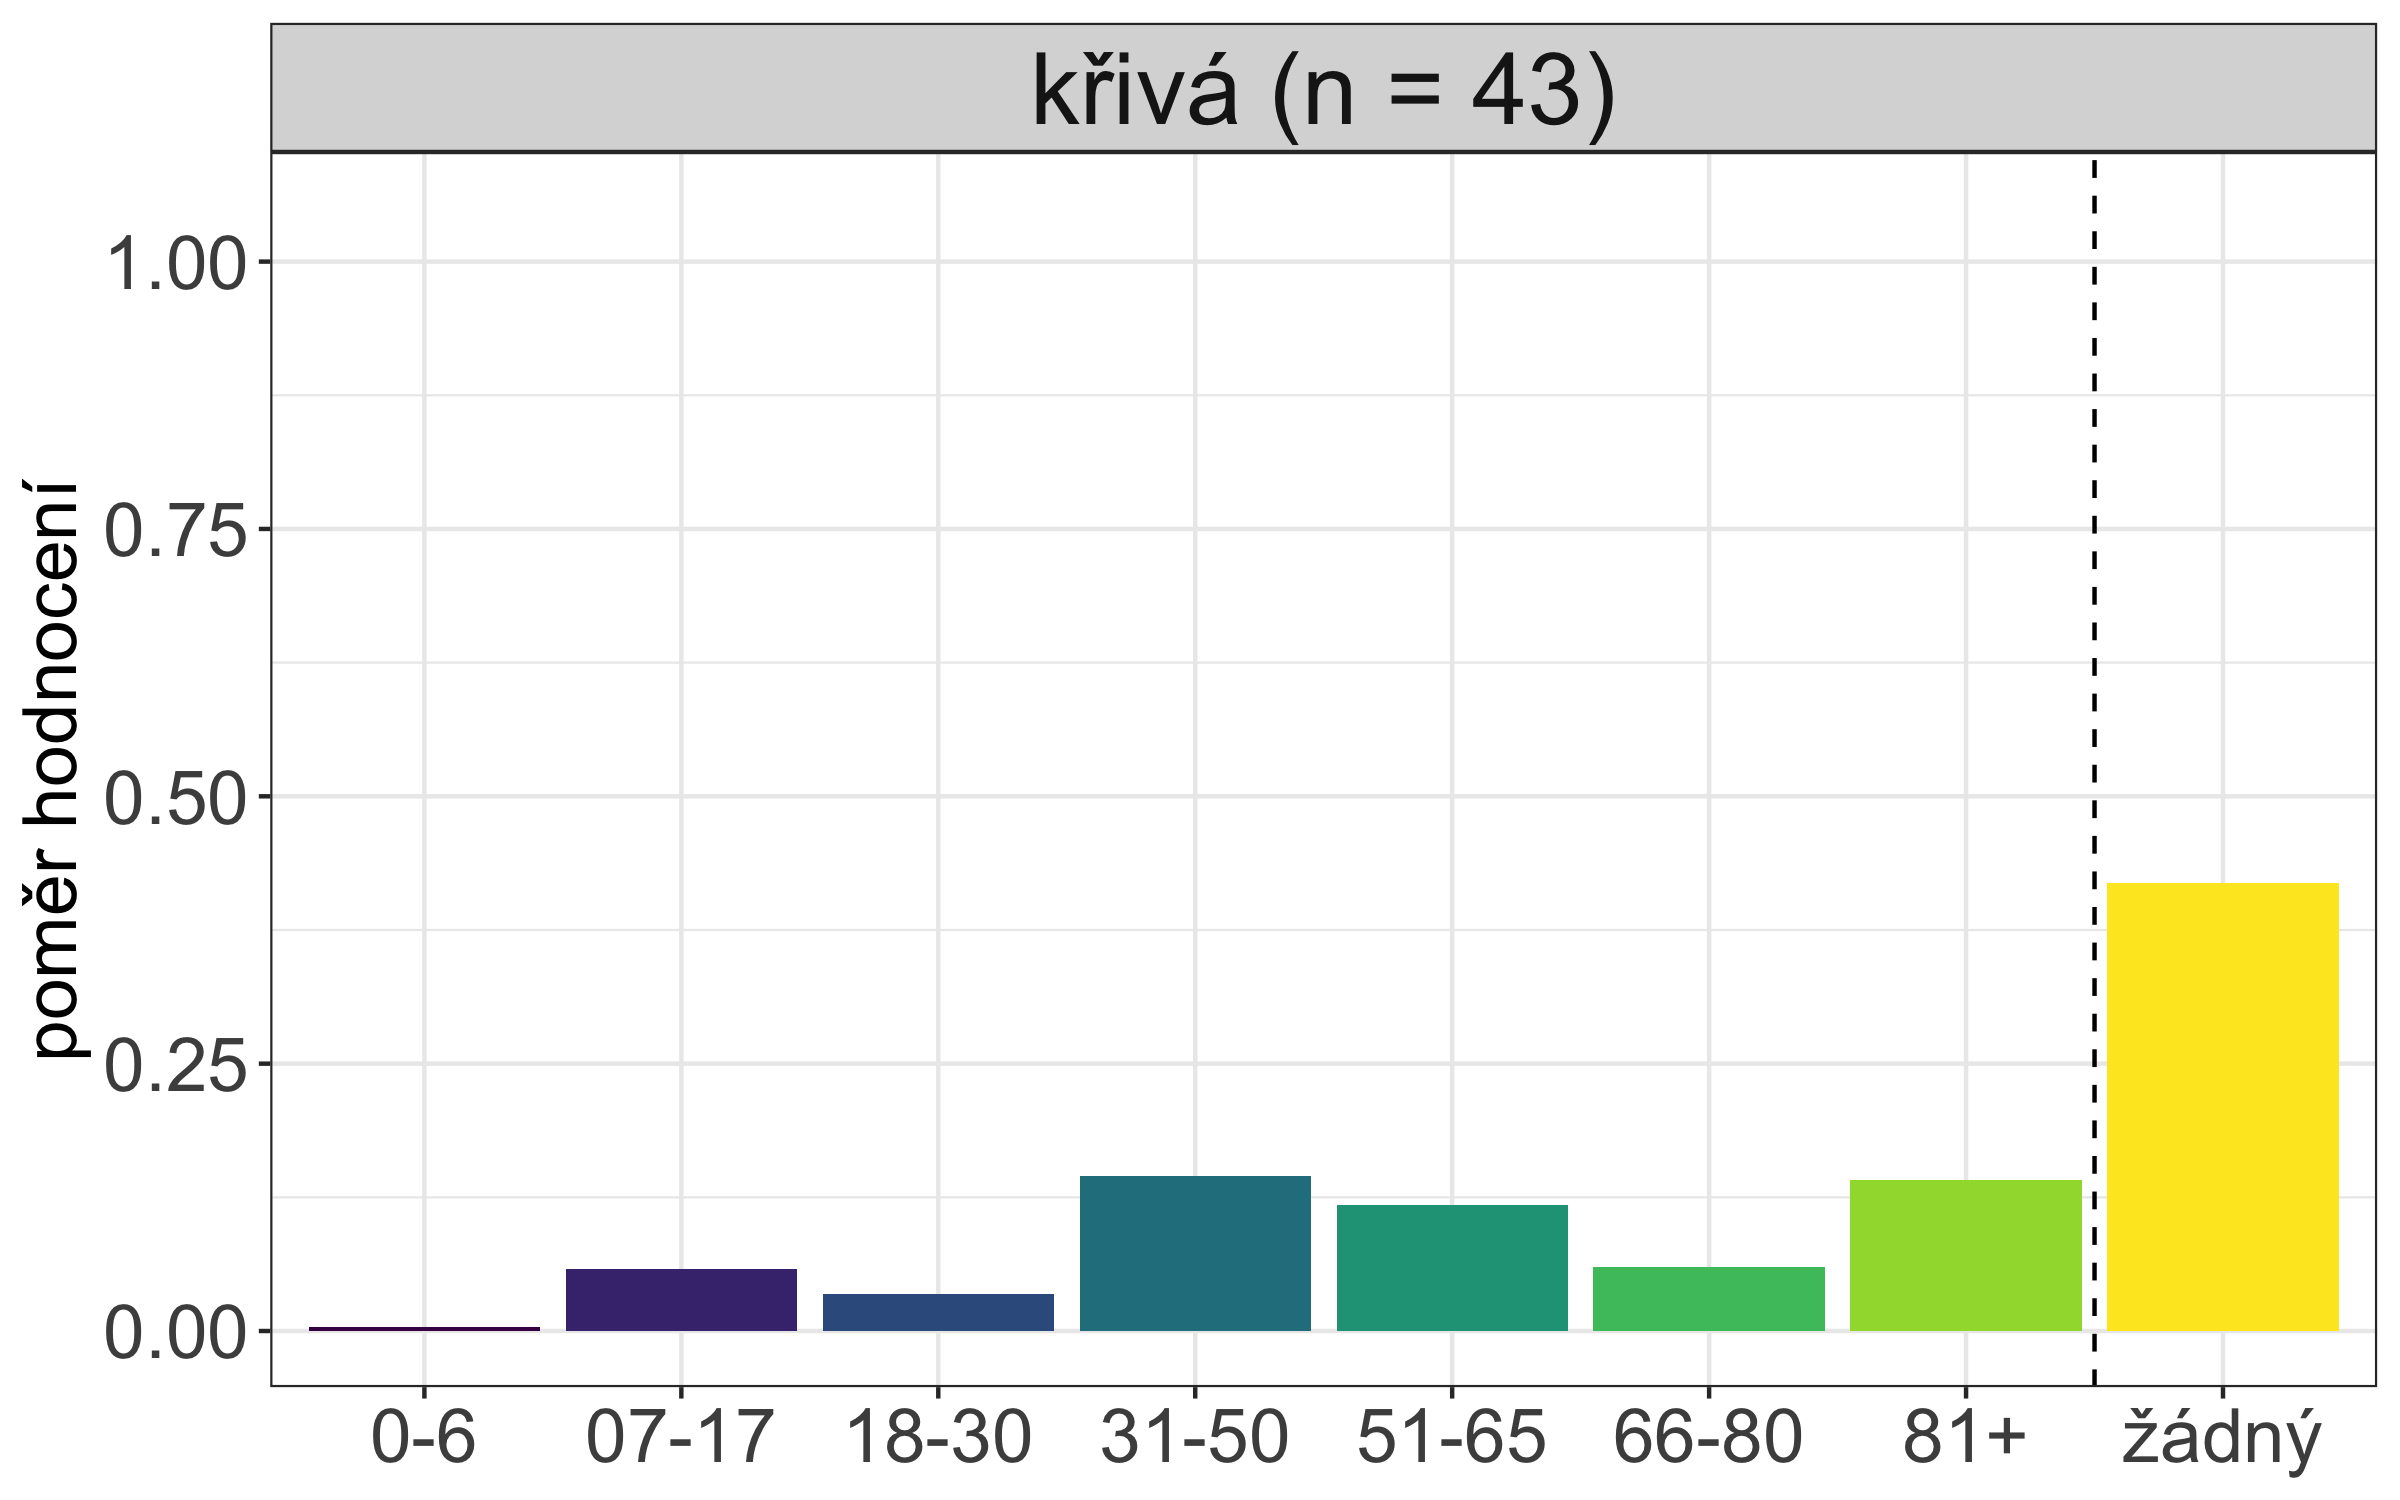 křivá (n = 43)
poměr hodnocení
1.00
0.75
0.50
0.25
0.00
0-6 07-17 18-30 31-50 51-65 66-80 81+ žádný